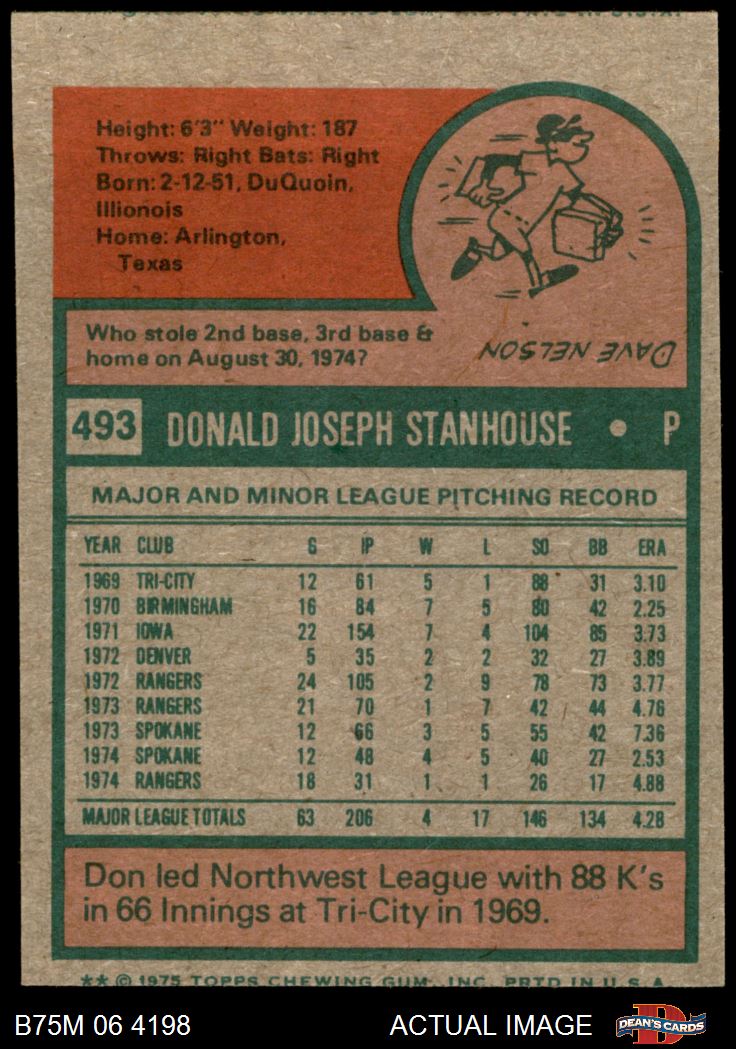 Height: 6'3" Weight: 187
Throws: Right Bats: Right
Born: 2-12-51, DuQuoin,
Illionois
Home: Arlington,
Texas
Who stole 2nd base, 3rd base &
home on August 30, 1974?
DAVE NELSON
493 DONALD JOSEPH STANHOUSE • P
MAJOR AND MINOR LEAGUE PITCHING RECORD
YEAR CLUB G IP W L SO BB ERA
1969 TRI-CITY 12 61 5 1 88 31 3.10
1970 BIRMINGHAM 16 84 7 5 80 42 2.25
1971 IOWA 22 154 7 4 104 85 3.73
1972 DENVER 5 35 2 2 32 27 3.89
1972 RANGERS 24 105 2 9 78 73 3.77
1973 RANGERS 21 70 1 7 42 44 4.76
1973 SPOKANE 12 66 3 5 55 42 7.36
1974 SPOKANE 12 48 4 5 40 27 2.53
1974 RANGERS 18 31 1 1 26 17 4.88
MAJOR LEAGUE TOTALS 63 206 4 17 146 134 4.28
Don led Northwest League with 88 K's
in 66 Innings at Tri-City in 1969.
** © 1975 TOPPS CHEWING GUM, INC. PRTD IN U.S.A.
B75M 06 4198 ACTUAL IMAGE DEAN'S CARDS